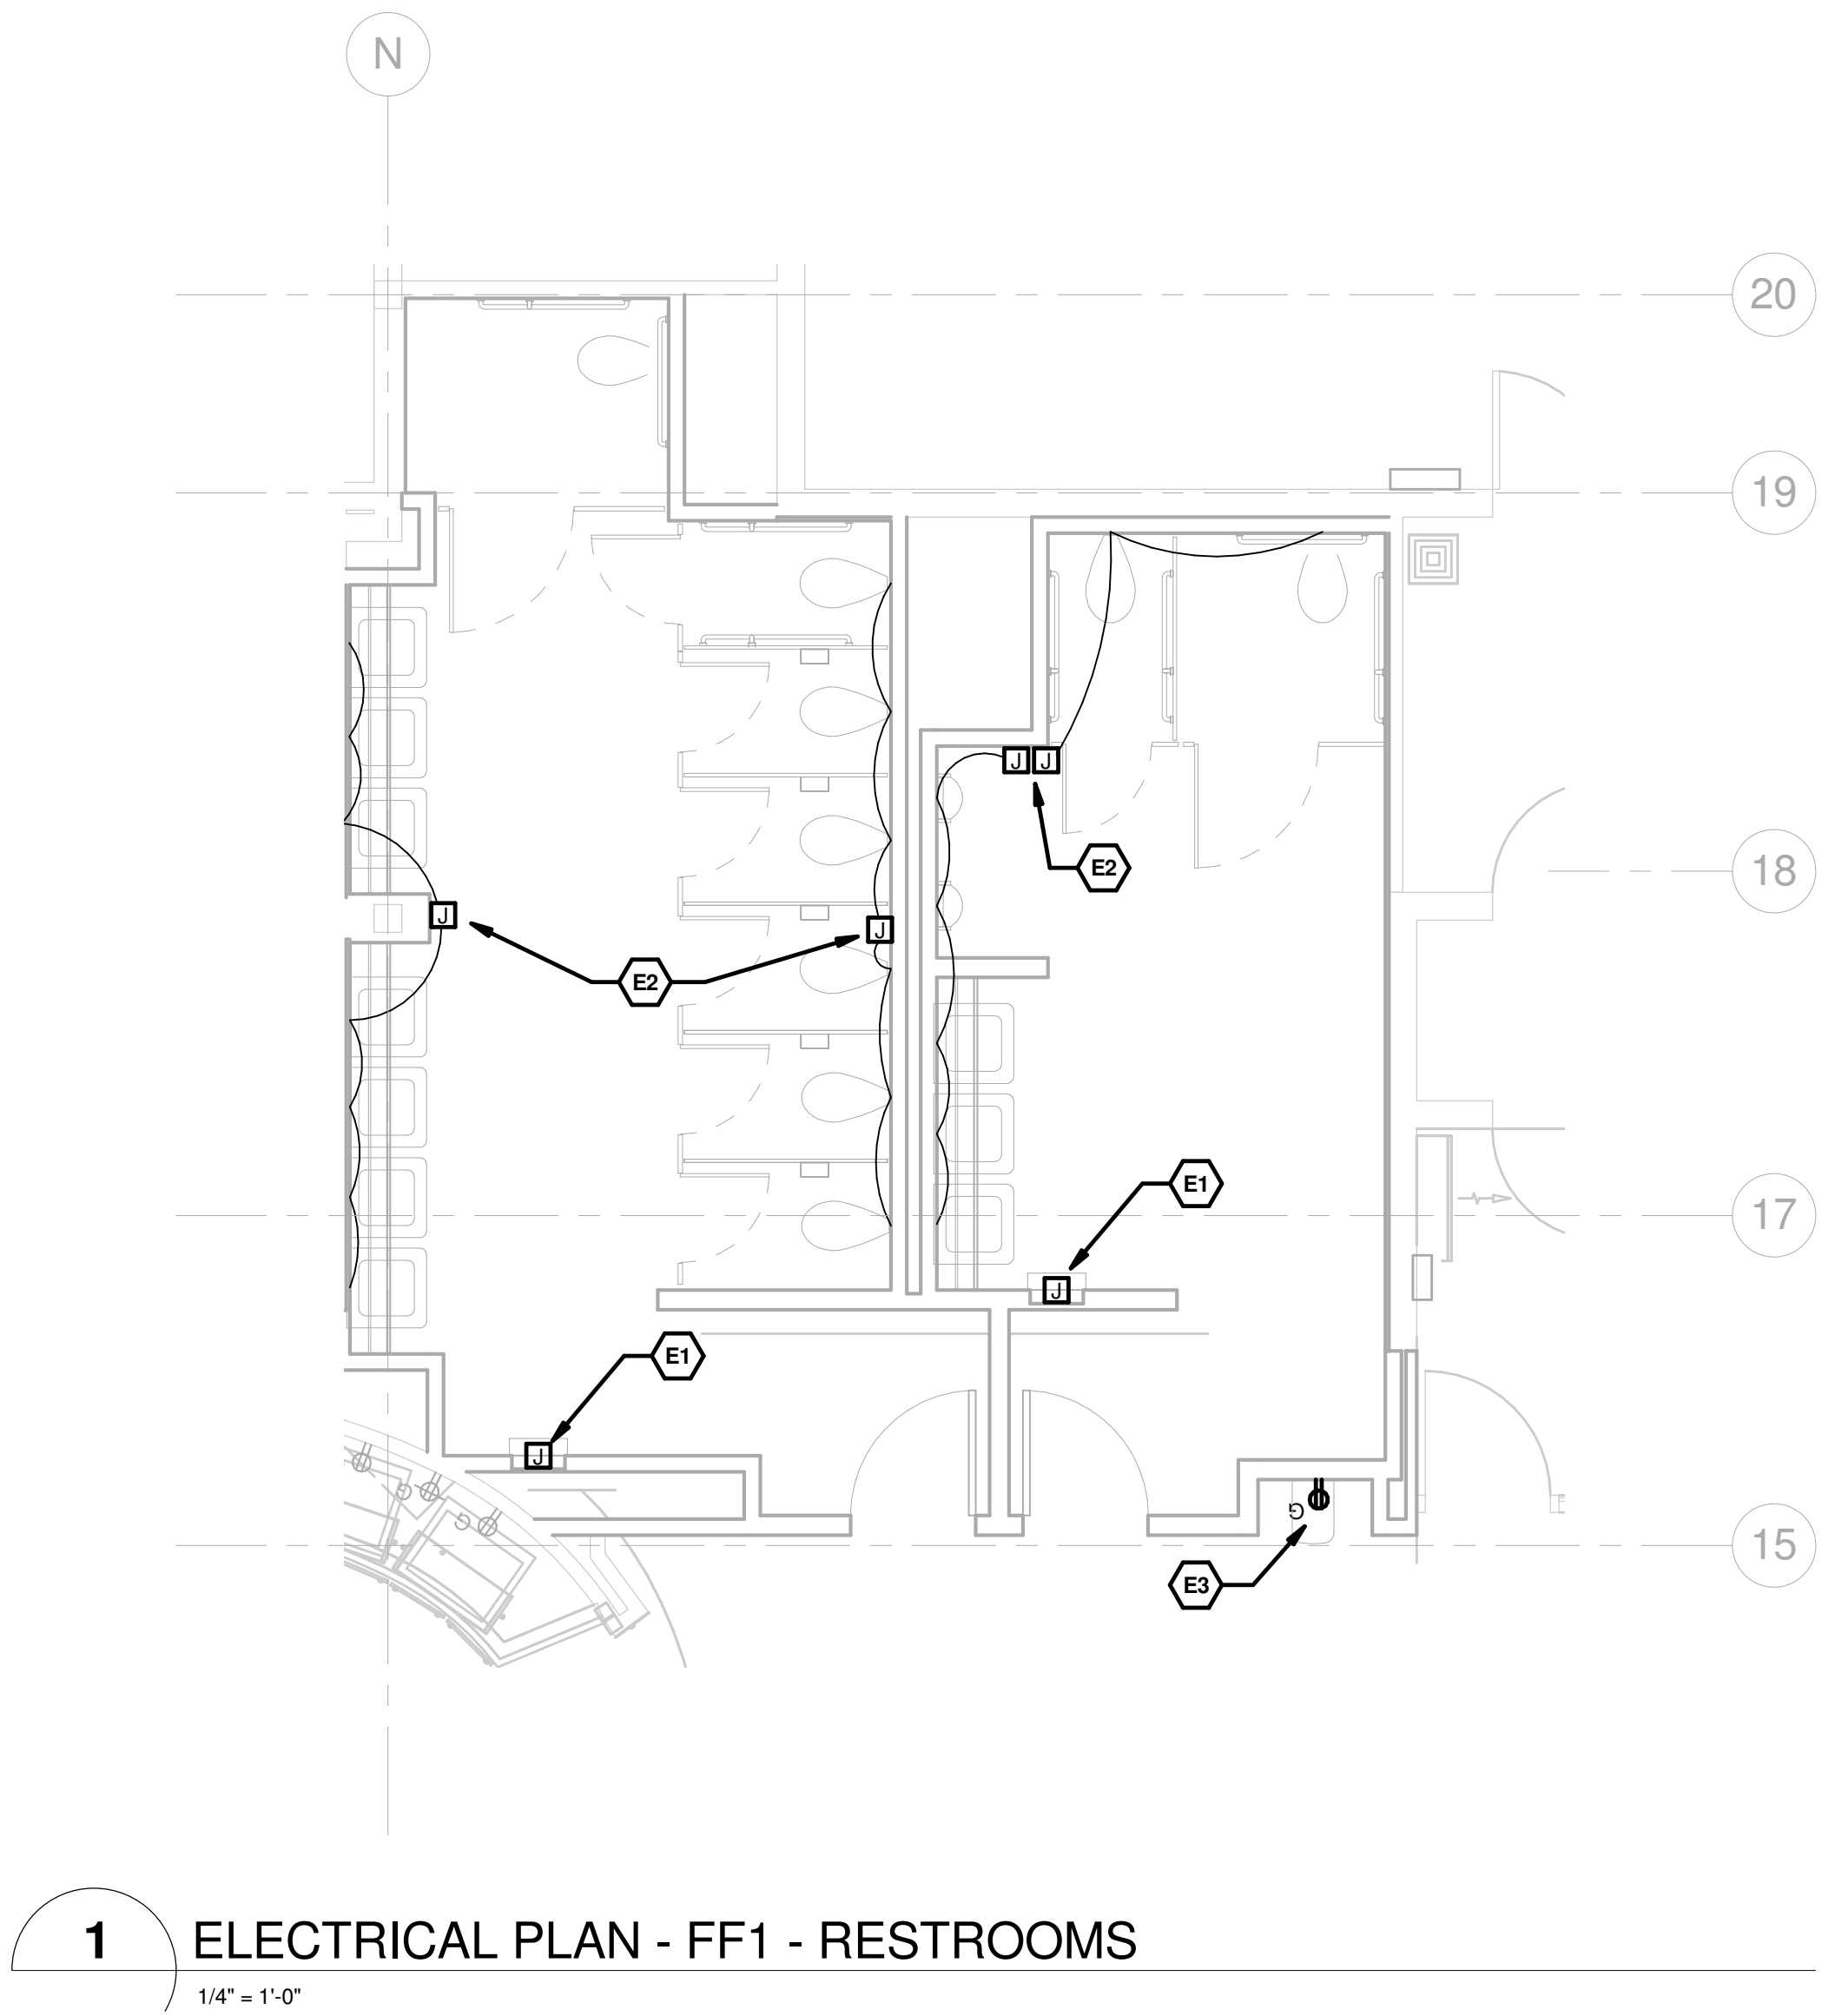 N
20
19
J J
18
E2
J
J
E2
E1
17
J
E1
J
G
G
G
15
E3
1 ELECTRICAL PLAN - FF1 - RESTROOMS
1/4" = 1'-0"